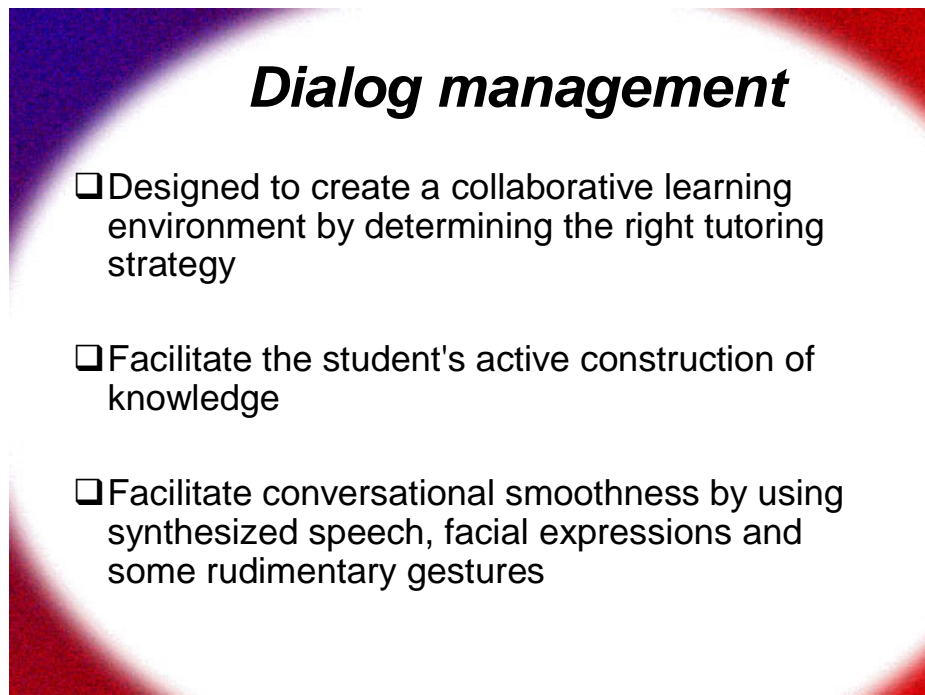 Dialog management
❑Designed to create a collaborative learning
environment by determining the right tutoring
strategy
❑Facilitate the student's active construction of
knowledge
❑Facilitate conversational smoothness by using
synthesized speech, facial expressions and
some rudimentary gestures